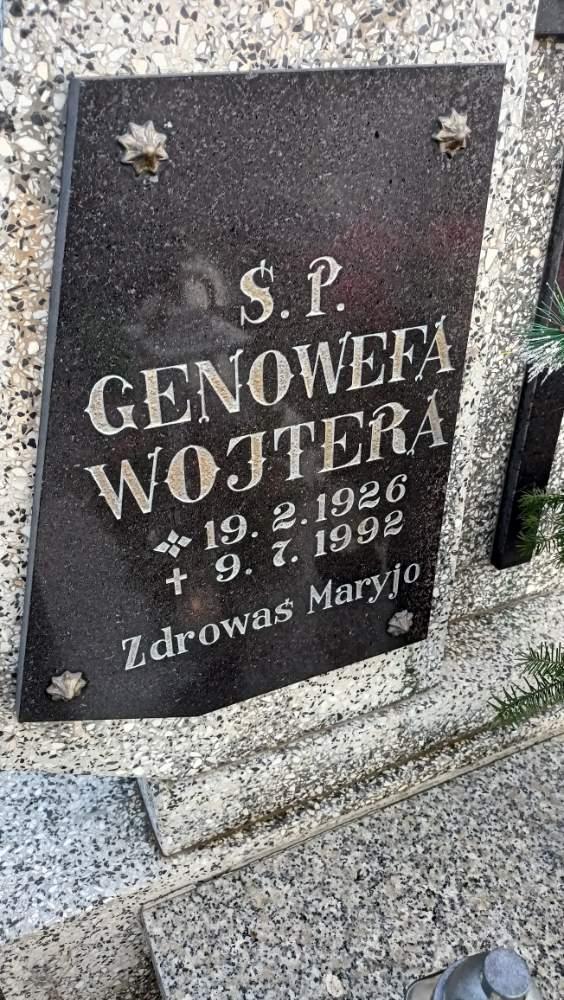 Ś. P.
GENOWEFA
WOJTERA
19. 2. 1926
9. 7. 1992
Zdrowaś Maryjo